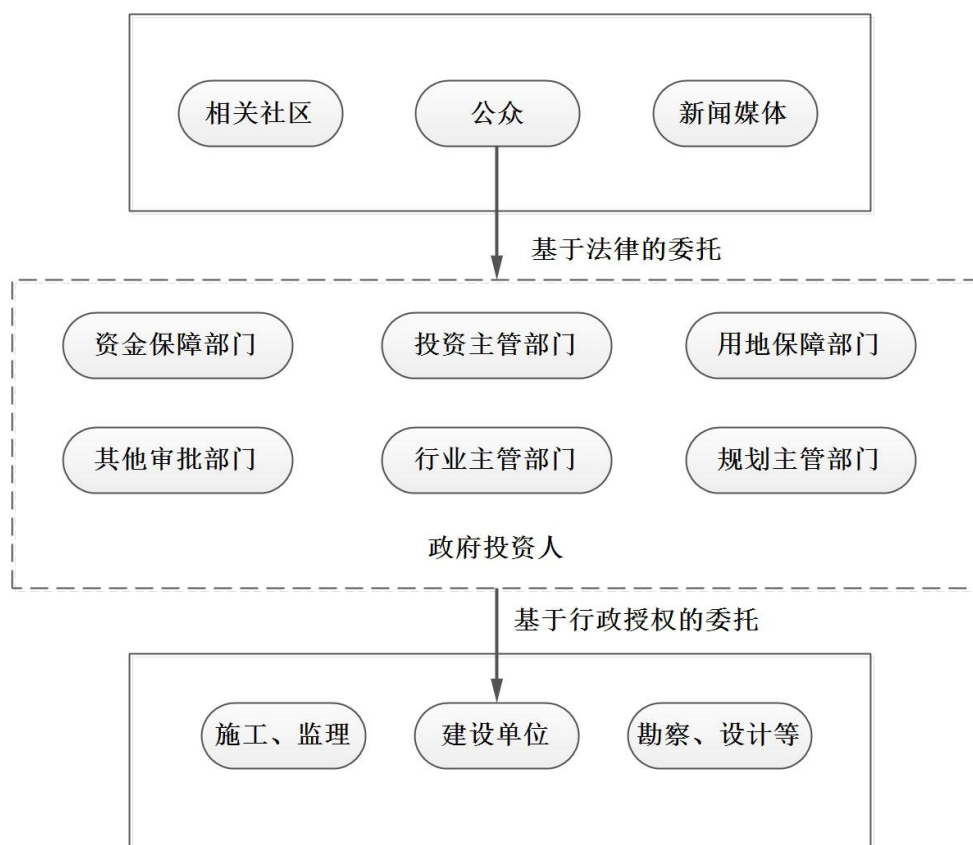 相关社区
公众
新闻媒体
基于法律的委托
资金保障部门
投资主管部门
用地保障部门
其他审批部门
行业主管部门
规划主管部门
政府投资人
基于行政授权的委托
施工、监理
建设单位
勘察、设计等